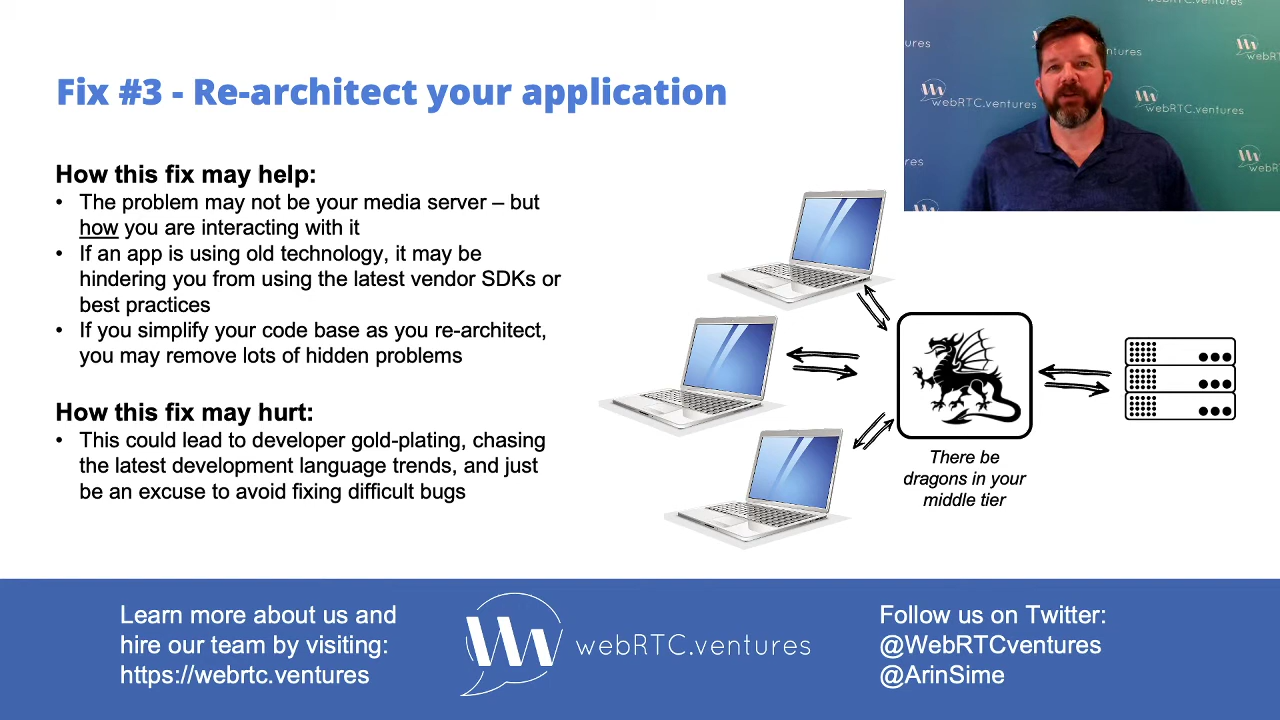 Fix #3 - Re-architect your application
How this fix may help:
• The problem may not be your media server – but
how you are interacting with it
• If an app is using old technology, it may be
hindering you from using the latest vendor SDKs or
best practices
• If you simplify your code base as you re-architect,
you may remove lots of hidden problems
How this fix may hurt:
• This could lead to developer gold-plating, chasing
the latest development language trends, and just
be an excuse to avoid fixing difficult bugs
ventures
ures
ntures
webRTC
webRTC.ventures
webRTC.ventures
res
webRT
There be
dragons in your
middle tier
Learn more about us and
hire our team by visiting:
https://webrtc.ventures
webRTC.ventures
Follow us on Twitter:
@WebRTCventures
@ArinSime